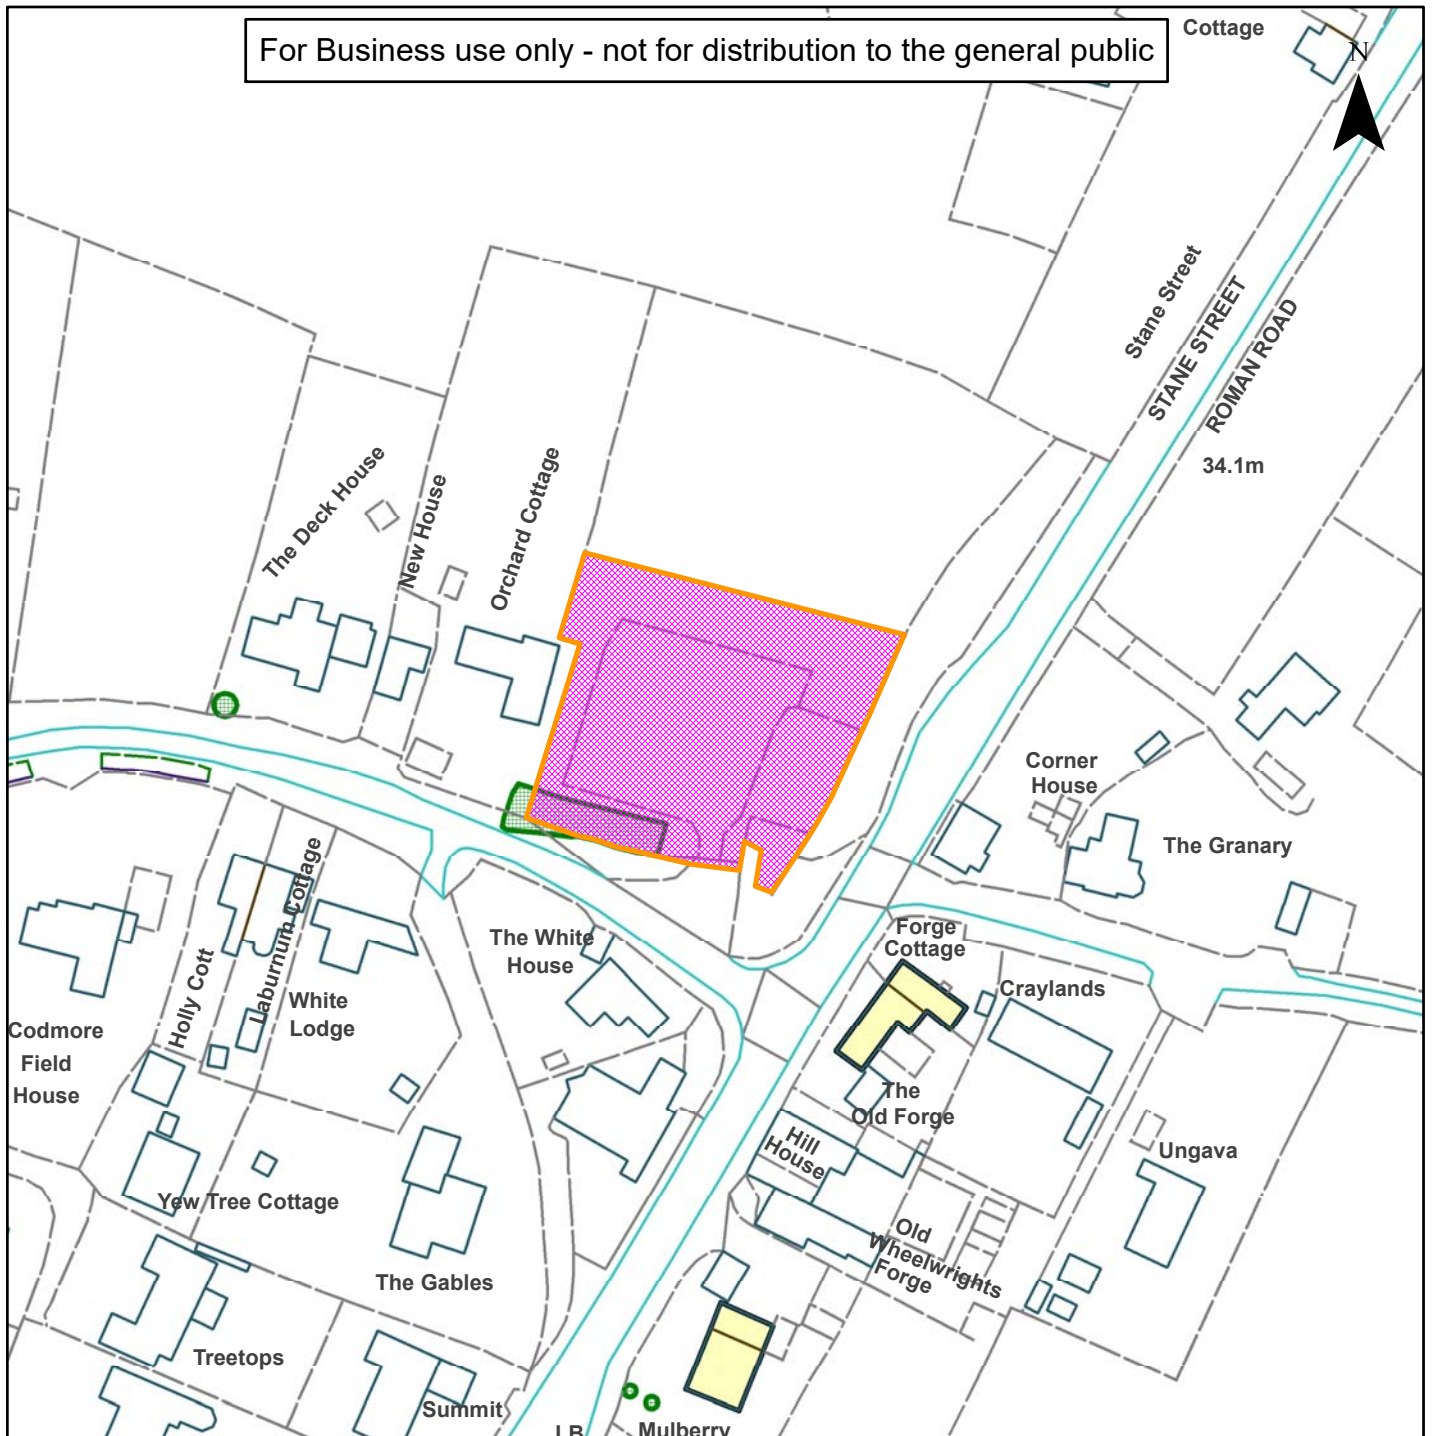 For Business use only - not for distribution to the general public
Cottage
N
Stane Street
STANE STREET
ROMAN ROAD
34.1m
The Deck House
New House
Orchard Cottage
Corner
House
The Granary
Forge
Cottage
Craylands
The White
House
Laburnum Cottage
Holly Cott
White
Lodge
Codmore
Field
House
The
Old Forge
Hill
House
Ungava
Yew Tree Cottage
Old
Wheelwrights
Forge
The Gables
Treetops
Summit
LB
Mulberry